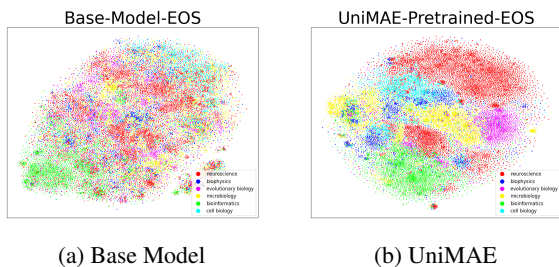 Base-Model-EOS
neuroscience
biophysics
evolutionary biology
microbiology
bioinformatics
cell biology
(a) Base Model
UniMAE-Pretrained-EOS
neuroscience
biophysics
evolutionary biology
microbiology
bioinformatics
cell biology
(b) UniMAE